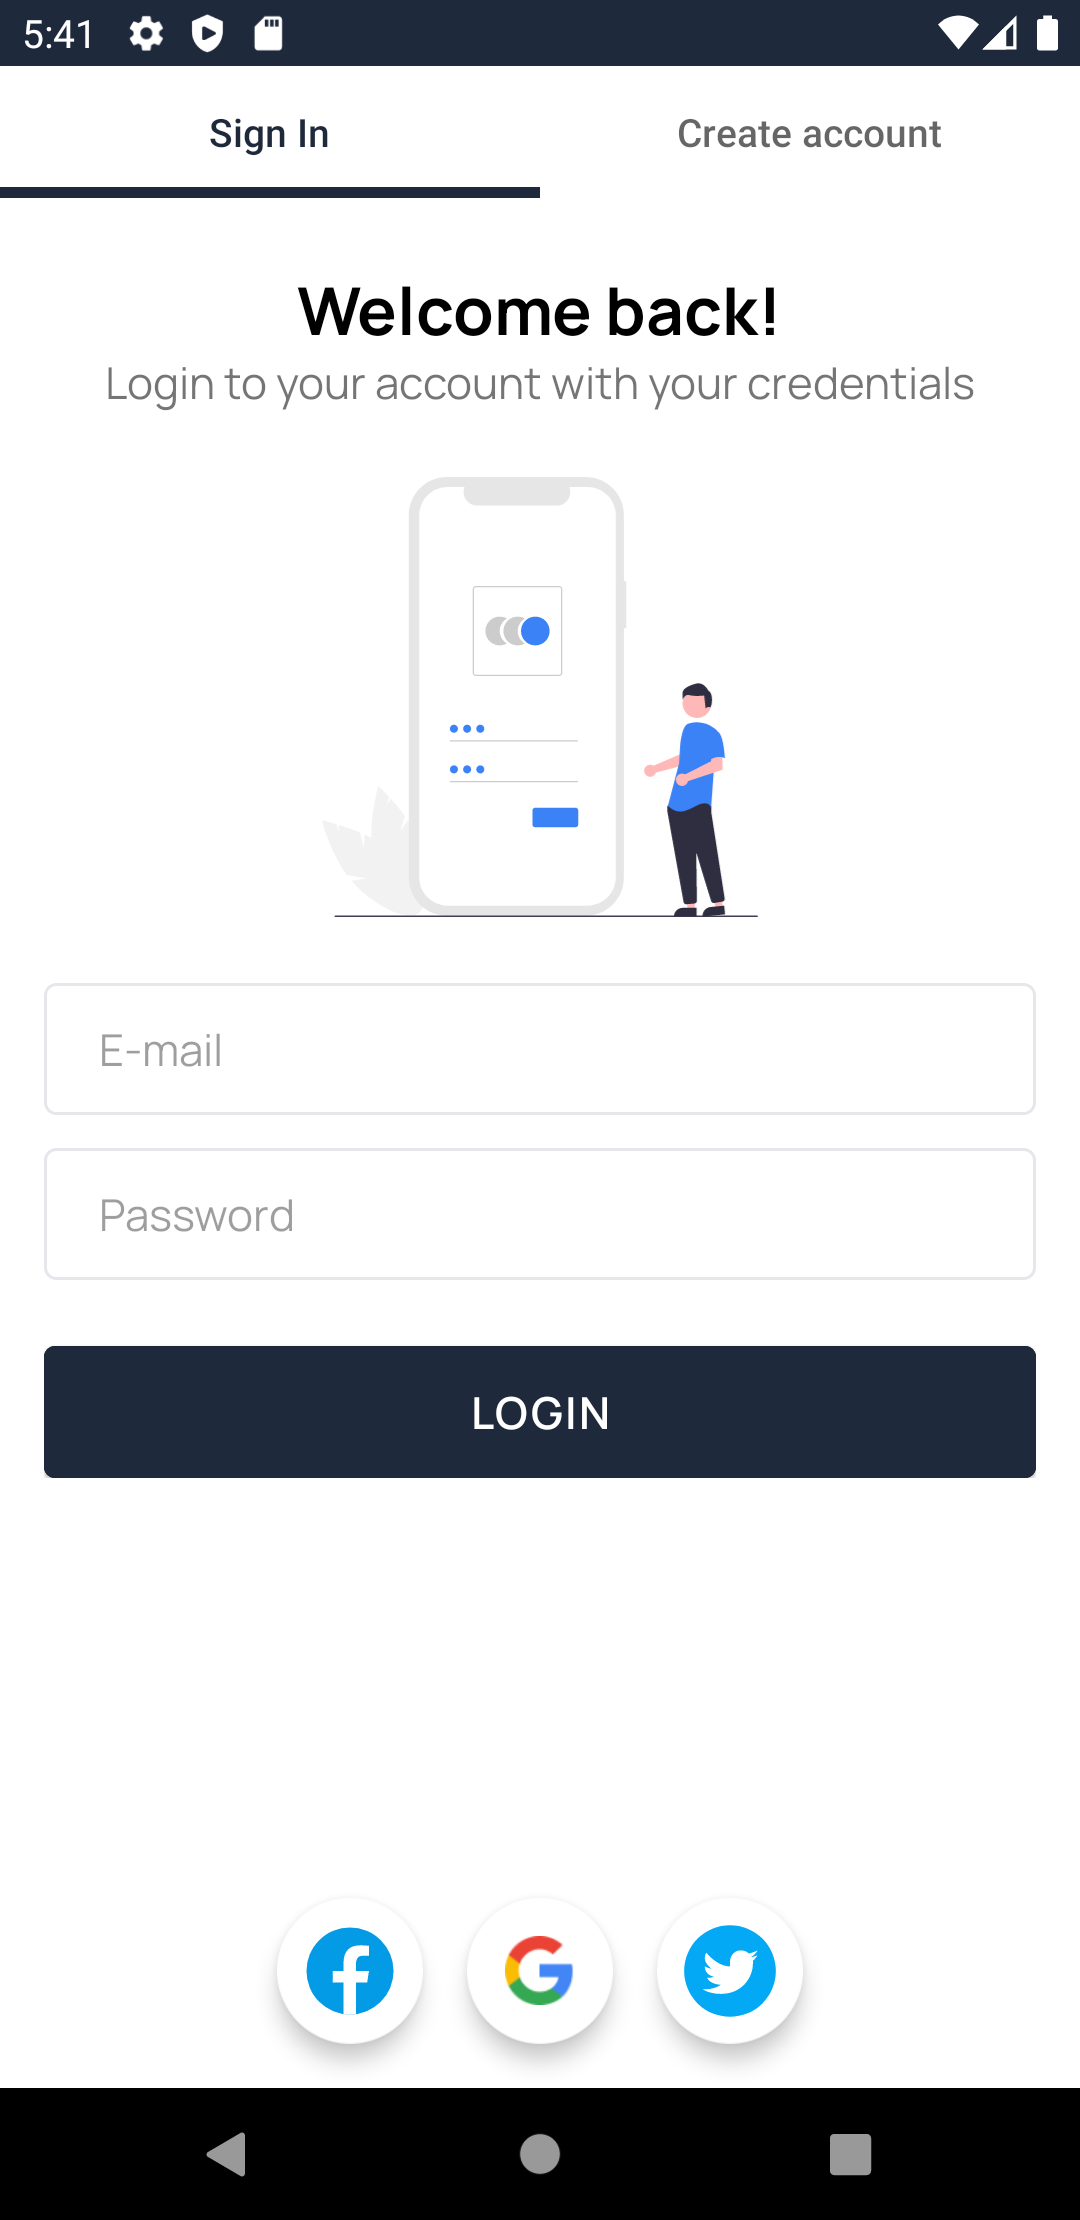 5:41
Sign In
Create account
Welcome back!
Login to your account with your credentials
E-mail
Password
LOGIN